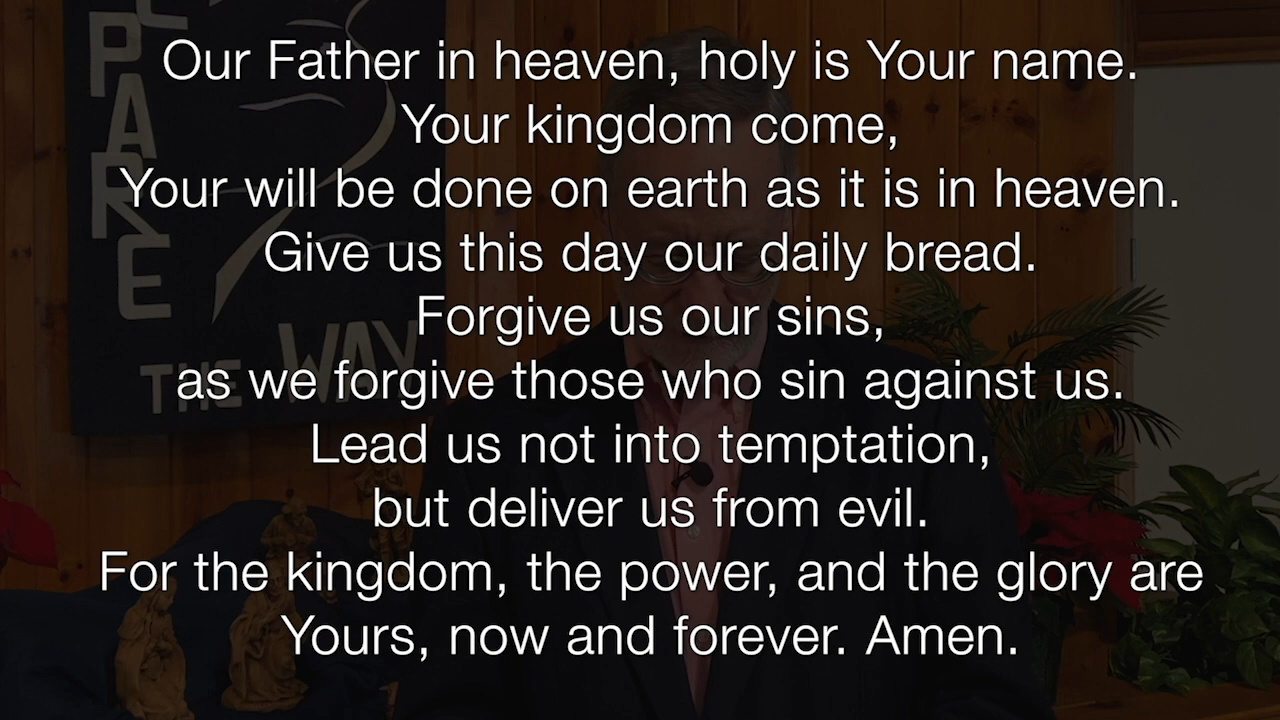 Our Father in heaven, holy is Your name.
Your kingdom come,
Your will be done on earth as it is in heaven.
Give us this day our daily bread.
Forgive us our sins,
as we forgive those who sin against us.
Lead us not into temptation,
but deliver us from evil.
For the kingdom, the power, and the glory are
Yours, now and forever. Amen.
EPARE
THE WAY